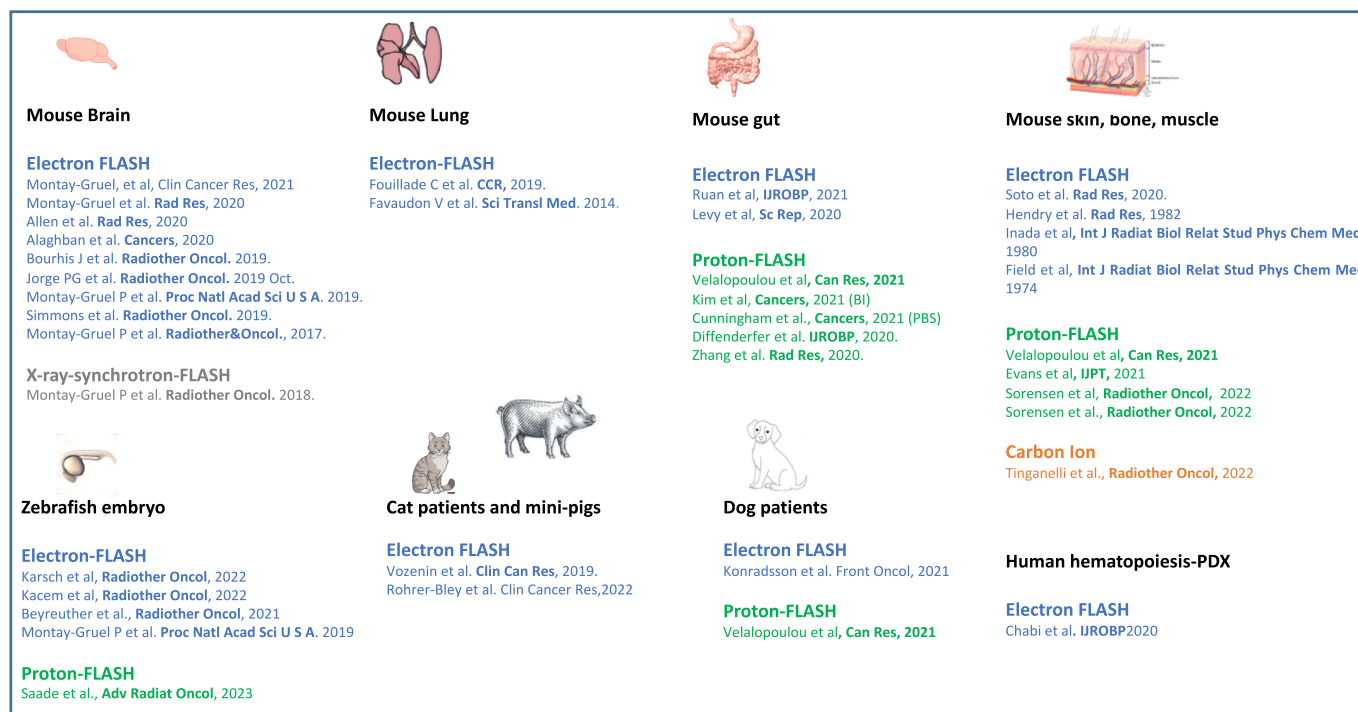 Mouse Brain
Electron FLASH
Montay-Gruel, et al, Clin Cancer Res, 2021
Montay-Gruel et al. Rad Res, 2020
Allen et al. Rad Res, 2020
Alaghban et al. Cancers, 2020
Bourhis J et al. Radiother Oncol. 2019.
Jorge PG et al. Radiother Oncol. 2019 Oct.
Montay-Gruel P et al. Proc Natl Acad Sci U S A. 2019.
Simmons et al. Radiother Oncol. 2019.
Montay-Gruel P et al. Radiother&Oncol., 2017.
X-ray-synchrotron-FLASH
Montay-Gruel P et al. Radiother Oncol. 2018.
Mouse Lung
Electron-FLASH
Fouillade C et al. CCR, 2019.
Favaudon V et al. Sci Transl Med. 2014.
Mouse gut
Electron FLASH
Ruan et al, IJROBP, 2021
Levy et al, Sc Rep, 2020
Proton-FLASH
Velalopoulou et al, Can Res, 2021
Kim et al, Cancers, 2021 (BI)
Cunningham et al., Cancers, 2021 (PBS)
Diffenderfer et al. IJROBP, 2020.
Zhang et al. Rad Res, 2020.
Mouse skin, bone, muscle
Electron FLASH
Soto et al. Rad Res, 2020.
Hendry et al. Rad Res, 1982
Inada et al, Int J Radiat Biol Relat Stud Phys Chem Med
1980
Field et al, Int J Radiat Biol Relat Stud Phys Chem Me
1974
Proton-FLASH
Velalopoulou et al, Can Res, 2021
Evans et al, IJPT, 2021
Sorensen et al, Radiother Oncol, 2022
Sorensen et al., Radiother Oncol, 2022
Carbon Ion
Tinganelli et al., Radiother Oncol, 2022
Zebrafish embryo
Electron-FLASH
Karsch et al, Radiother Oncol, 2022
Kacem et al, Radiother Oncol, 2022
Beyreuther et al., Radiother Oncol, 2021
Montay-Gruel P et al. Proc Natl Acad Sci U S A. 2019
Proton-FLASH
Saade et al., Adv Radiat Oncol, 2023
Cat patients and mini-pigs
Electron FLASH
Vozenin et al. Clin Can Res, 2019.
Rohrer-Bley et al. Clin Cancer Res,2022
Dog patients
Electron FLASH
Konradsson et al. Front Oncol, 2021
Proton-FLASH
Velalopoulou et al, Can Res, 2021
Human hematopoiesis-PDX
Electron FLASH
Chabi et al. IJROBP2020